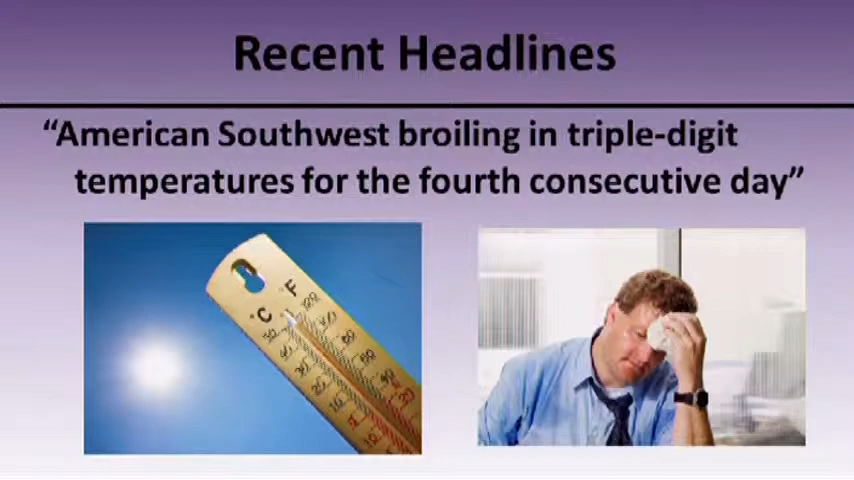 Recent Headlines
“American Southwest broiling in triple-digit
temperatures for the fourth consecutive day”
°C °F